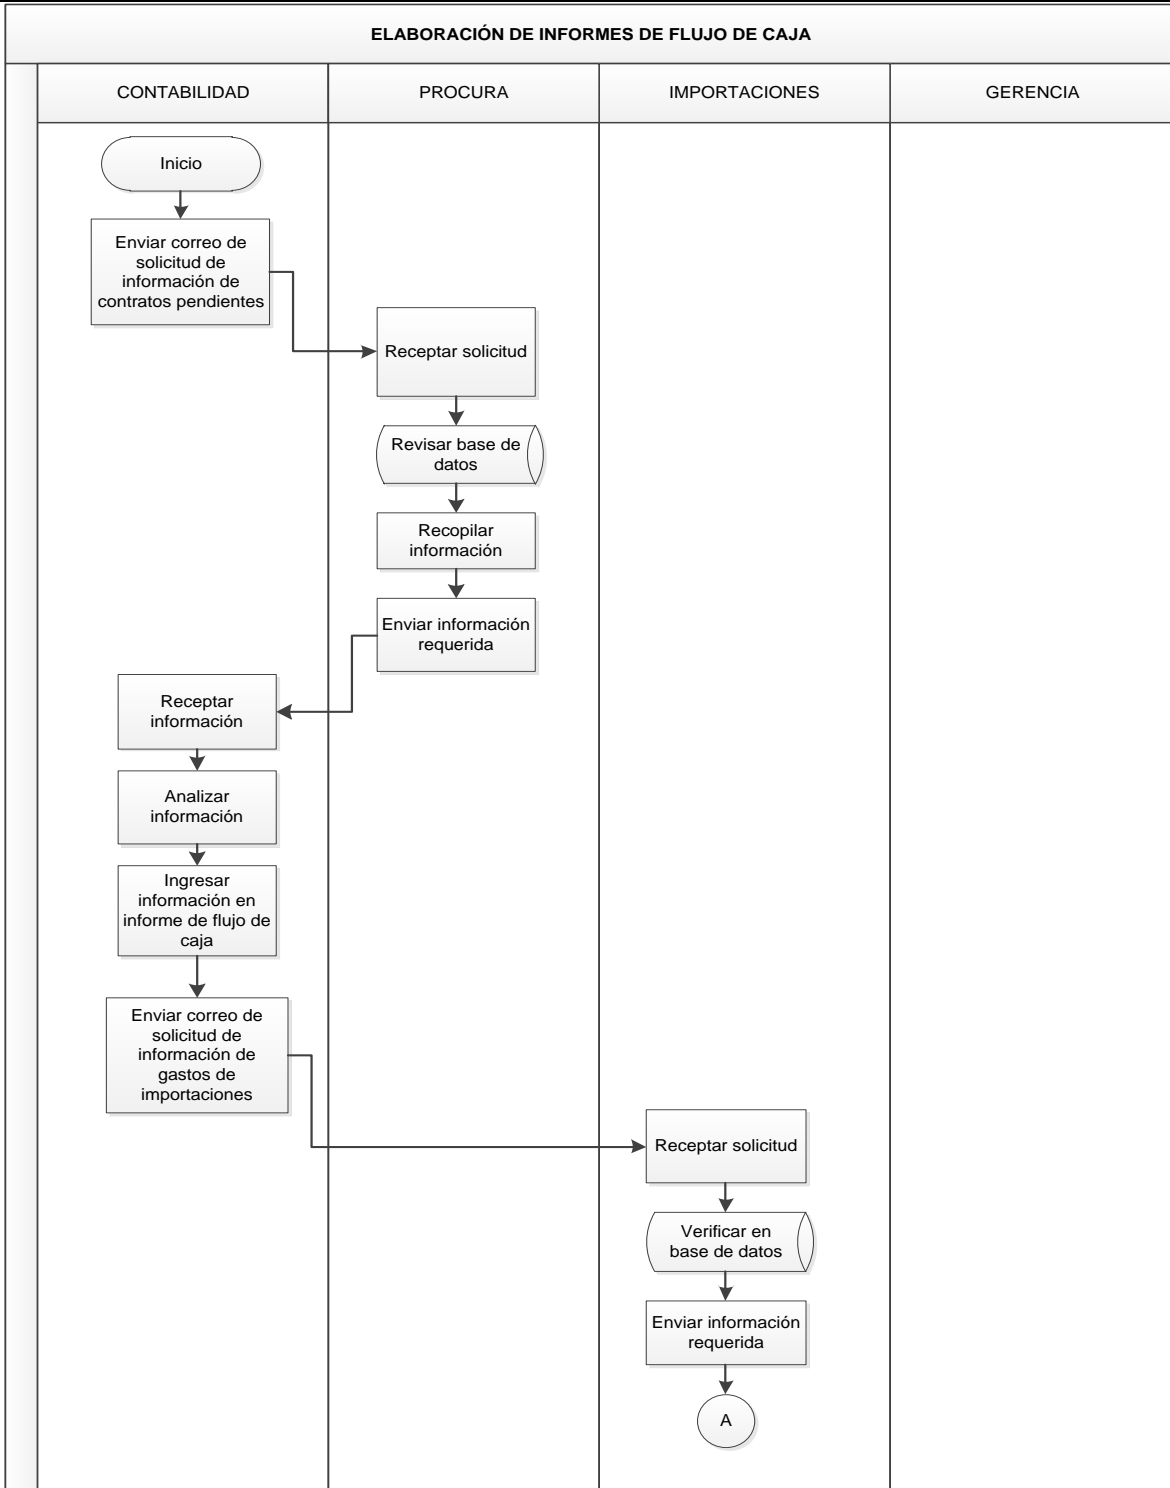 ELABORACIÓN DE INFORMES DE FLUJO DE CAJA
CONTABILIDAD
PROCURA
IMPORTACIONES
GERENCIA
Inicio
Enviar correo de
solicitud de
información de
contratos pendientes
Receptar solicitud
Revisar base de
datos
Recopilar
información
Enviar información
requerida
Receptar
información
Analizar
información
Ingresar
información en
informe de flujo de
caja
Enviar correo de
solicitud de
información de
gastos de
importaciones
Receptar solicitud
Verificar en
base de datos
Enviar información
requerida
A